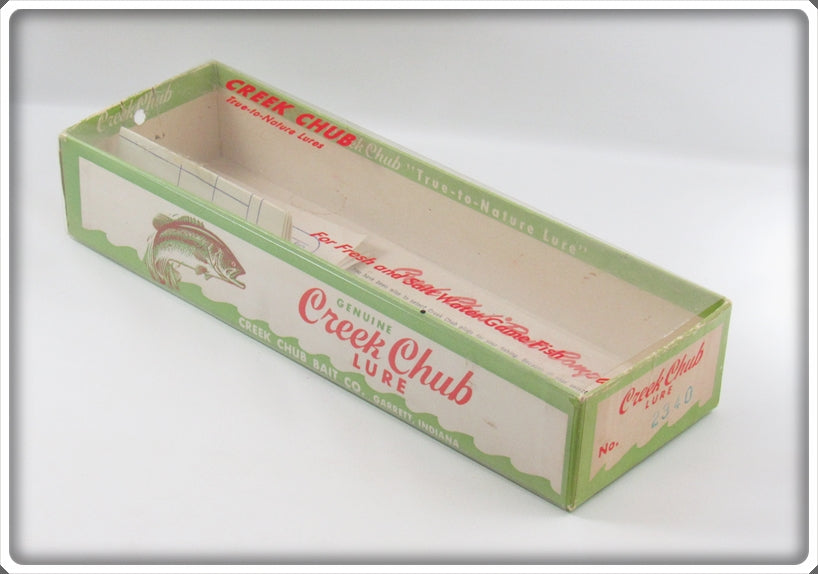 Creek Chub
CREEK CHUB
True-to-Nature Lures
ek Chub "True-to-Nature Lure"
For Fresh and Salt Water Game Fish
GENUINE
Creek Chub
LURE
CREEK CHUB BAIT CO., GARRETT, INDIANA
Creek Chub
LURE
No. 2340